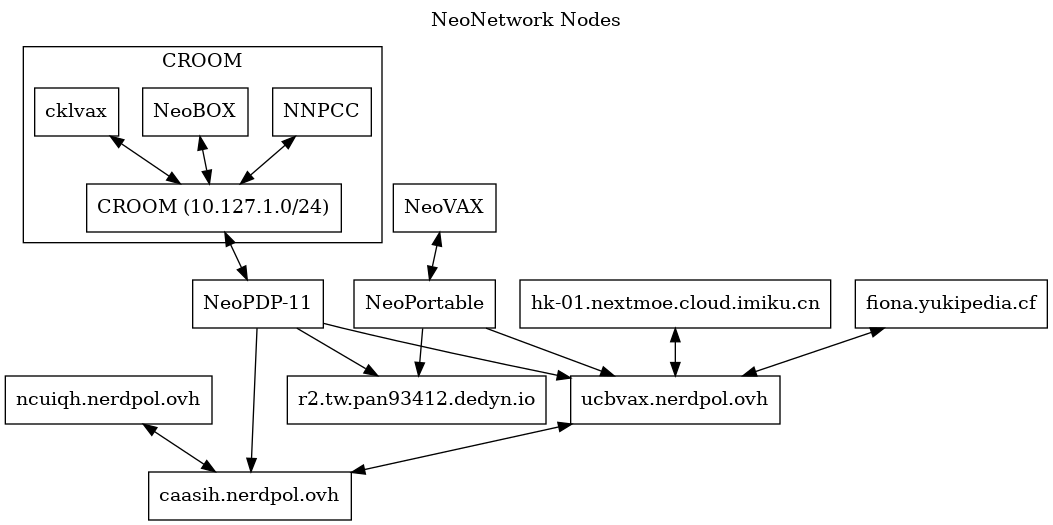 NeoNetwork Nodes
CROOM
cklvax
NeoBOX
NNPCC
CROOM (10.127.1.0/24)
NeoVAX
NeoPDP-11
NeoPortable
hk-01.nextmoe.cloud.imiku.cn
fiona.yukipedia.cf
ncuiqh.nerdpol.ovh
r2.tw.pan93412.dedyn.io
ucbvax.nerdpol.ovh
caasih.nerdpol.ovh